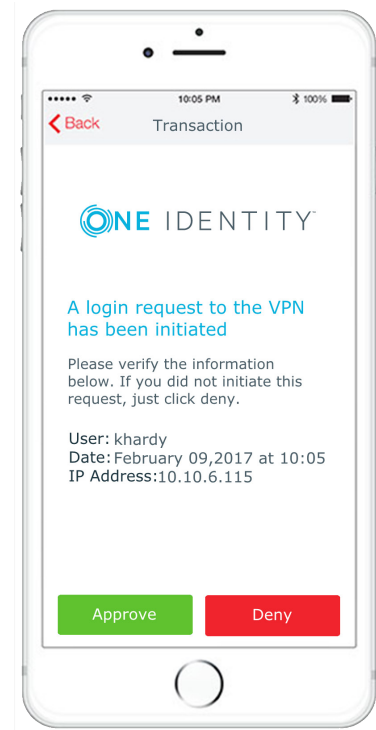 10:05 PM 100%
Back Transaction
ONE IDENTITY™
A login request to the VPN
has been initiated
Please verify the information
below. If you did not initiate this
request, just click deny.
User: khardy
Date: February 09,2017 at 10:05
IP Address:10.10.6.115
Approve Deny